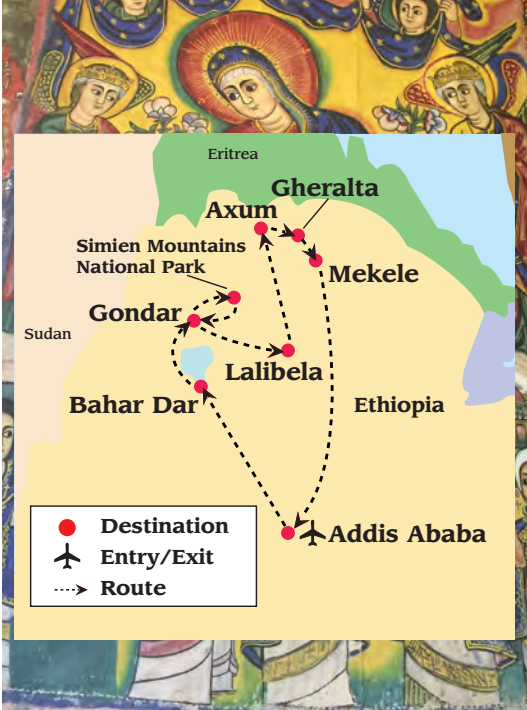 Eritrea
Gheralta
Axum
Simien Mountains
National Park
Mekele
Gondar
Sudan
Lalibela
Bahar Dar
Ethiopia
Addis Ababa
Destination
Entry/Exit
Route